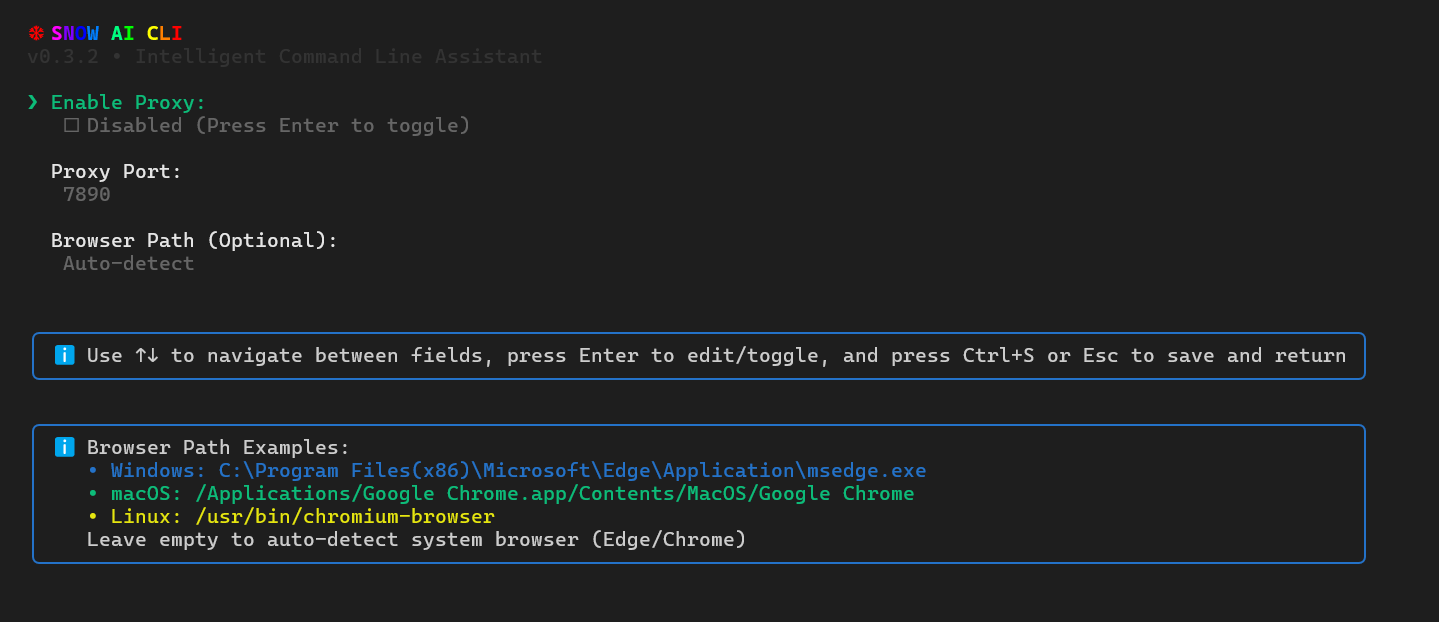 ❆ SNOW AI CLI
v0.3.2 • Intelligent Command Line Assistant
❯ Enable Proxy:
☐ Disabled (Press Enter to toggle)
Proxy Port:
7890
Browser Path (Optional):
Auto-detect
ℹ Use ↑↓ to navigate between fields, press Enter to edit/toggle, and press Ctrl+S or Esc to save and return
ℹ Browser Path Examples:
• Windows: C:\Program Files(x86)\Microsoft\Edge\Application\msedge.exe
• macOS: /Applications/Google Chrome.app/Contents/MacOS/Google Chrome
• Linux: /usr/bin/chromium-browser
Leave empty to auto-detect system browser (Edge/Chrome)